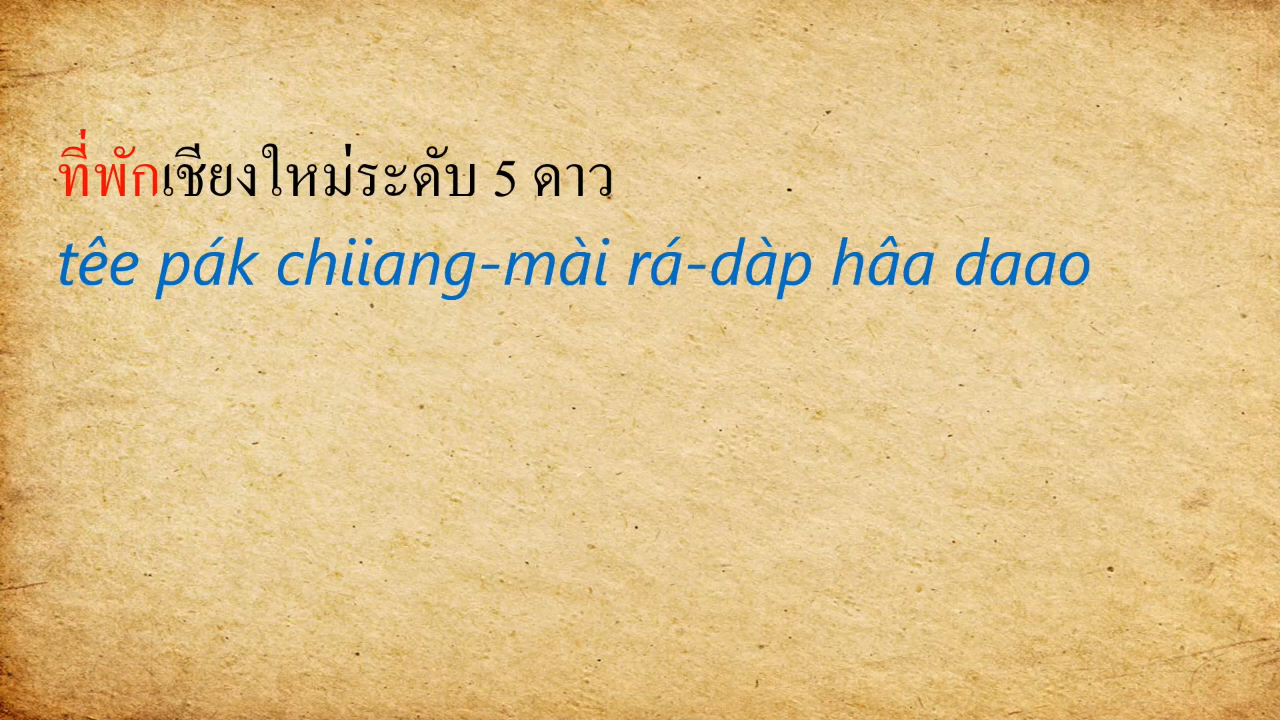 ที่พักเชียงใหม่ระดับ 5 ดาว
têe pák chiiang-mài rá-dàp hâa daao